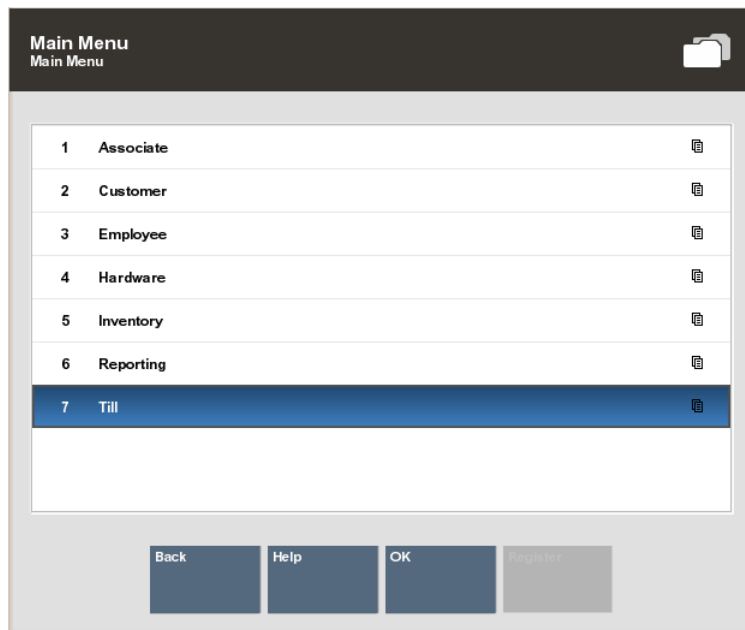 Main Menu
Main Menu
1 Associate
2 Customer
3 Employee
4 Hardware
5 Inventory
6 Reporting
7 Till
Back Help OK Register